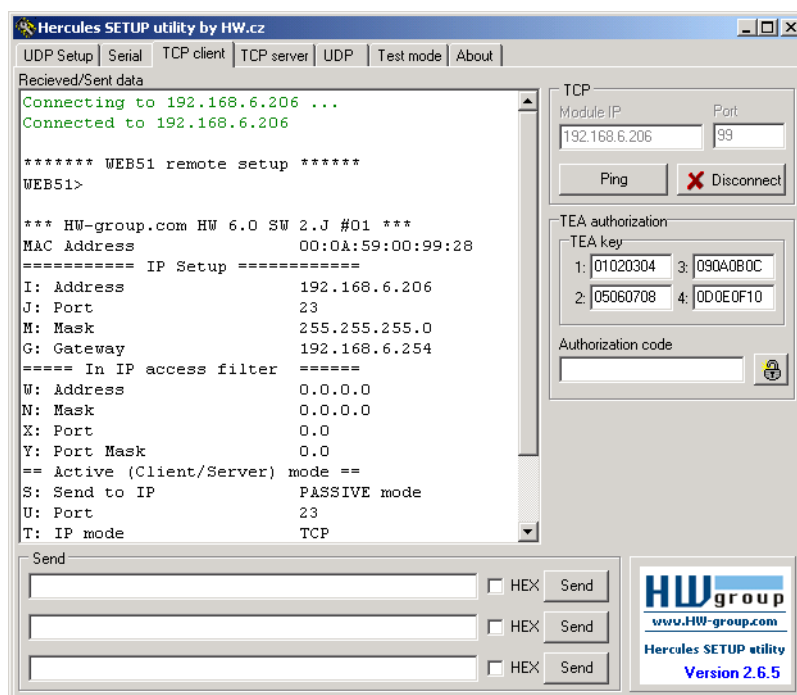 Hercules SETUP utility by HW.cz
UDP Setup Serial TCP client TCP server UDP Test mode About
Recieved/Sent data
Connecting to 192.168.6.206 ...
Connected to 192.168.6.206
******* WEB51 remote setup ******
WEB51>
*** HW-group.com HW 6.0 SW 2.J #01 ***
MAC Address 00:0A:59:00:99:28
=========== IP Setup ============
I: Address 192.168.6.206
J: Port 23
M: Mask 255.255.255.0
G: Gateway 192.168.6.254
===== In IP access filter ======
W: Address 0.0.0.0
N: Mask 0.0.0.0
X: Port 0.0
Y: Port Mask 0.0
== Active (Client/Server) mode ==
S: Send to IP PASSIVE mode
U: Port 23
T: IP mode TCP
TCP
Module IP Port
192.168.6.206 99
Ping Disconnect
TEA authorization
TEA key
1: 01020304 3: 090A0B0C
2: 05060708 4: 0D0E0F10
Authorization code
Send
HEX Send
HEX Send
HEX Send
HW group
www.HW-group.com
Hercules SETUP utility
Version 2.6.5